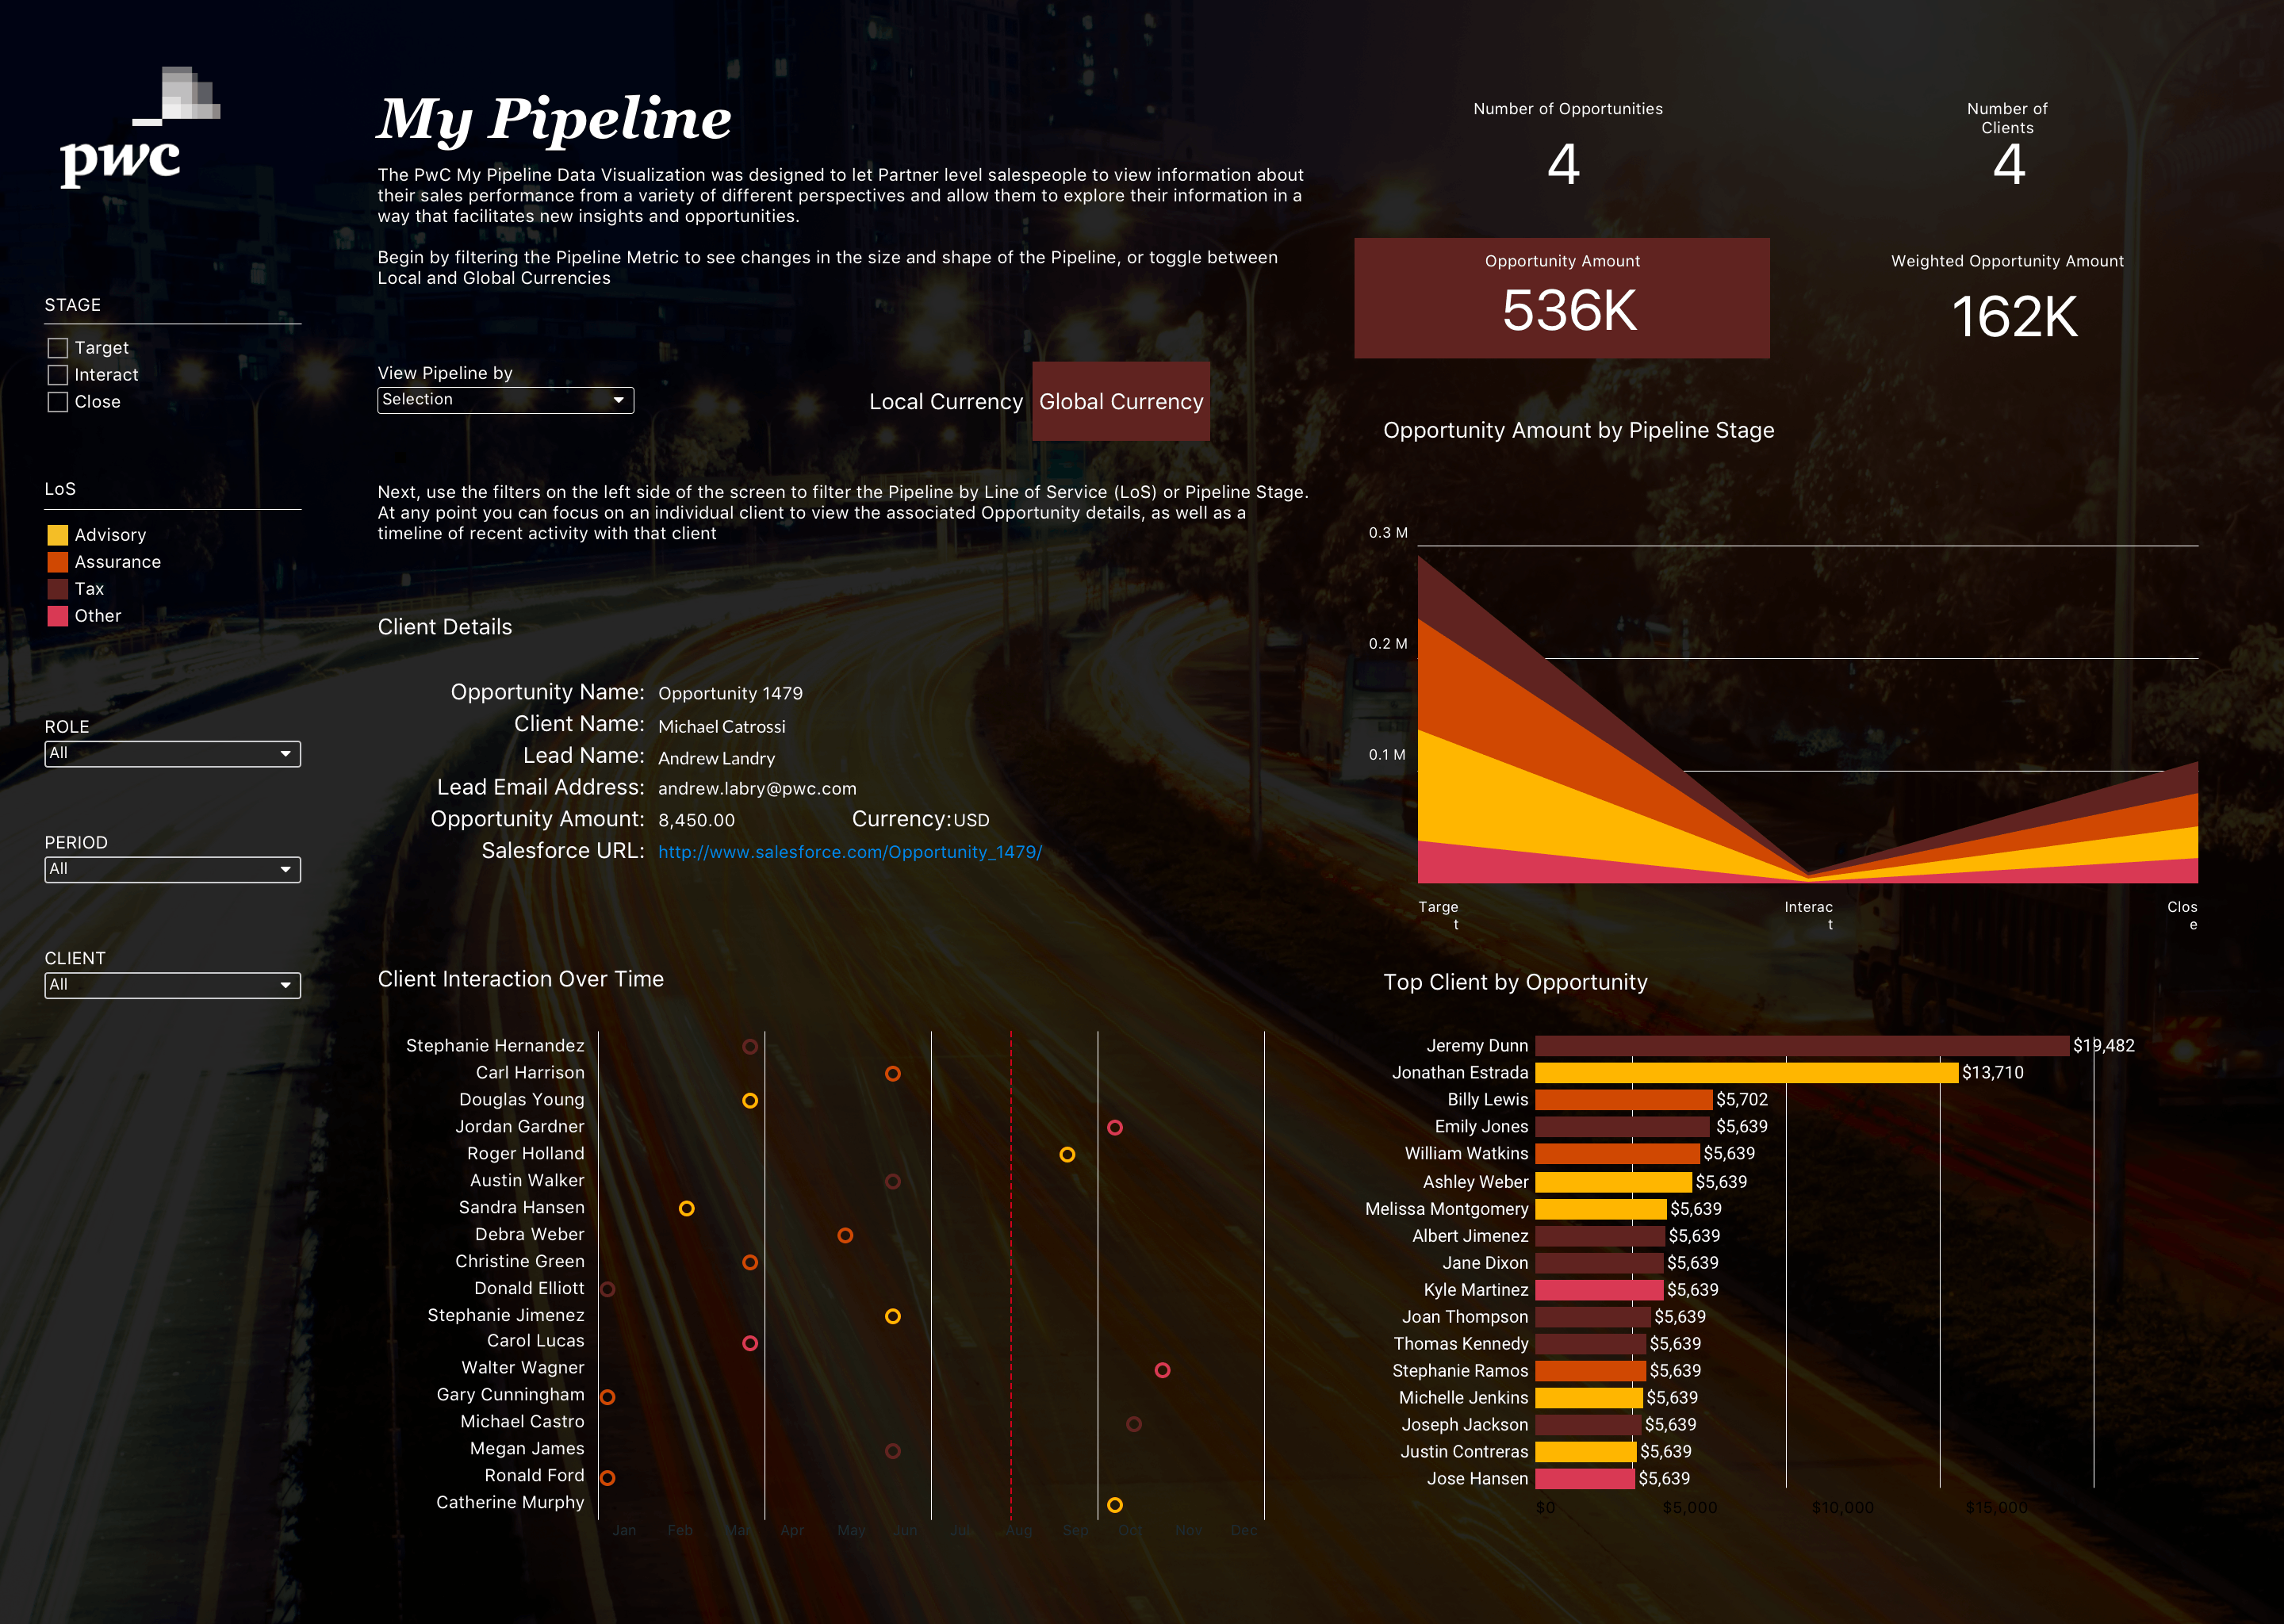 pwc
My Pipeline
The PwC My Pipeline Data Visualization was designed to let Partner level salespeople to view information about
their sales performance from a variety of different perspectives and allow them to explore their information in a
way that facilitates new insights and opportunities.
Begin by filtering the Pipeline Metric to see changes in the size and shape of the Pipeline, or toggle between
Local and Global Currencies
Number of Opportunities
4
Number of
Clients
4
Opportunity Amount
536K
Weighted Opportunity Amount
162K
STAGE
Target
Interact
Close
LoS
Advisory
Assurance
Tax
Other
ROLE
All
PERIOD
All
CLIENT
All
View Pipeline by
Selection
Local Currency
Global Currency
Next, use the filters on the left side of the screen to filter the Pipeline by Line of Service (LoS) or Pipeline Stage.
At any point you can focus on an individual client to view the associated Opportunity details, as well as a
timeline of recent activity with that client
Client Details
Opportunity Name: Opportunity 1479
Client Name: Michael Catrossi
Lead Name: Andrew Landry
Lead Email Address: andrew.labry@pwc.com
Opportunity Amount: 8,450.00 Currency: USD
Salesforce URL: http://www.salesforce.com/Opportunity_1479/
Opportunity Amount by Pipeline Stage
0.3 M
0.2 M
0.1 M
Targe
t
Interac
t
Clos
e
Client Interaction Over Time
Stephanie Hernandez
Carl Harrison
Douglas Young
Jordan Gardner
Roger Holland
Austin Walker
Sandra Hansen
Debra Weber
Christine Green
Donald Elliott
Stephanie Jimenez
Carol Lucas
Walter Wagner
Gary Cunningham
Michael Castro
Megan James
Ronald Ford
Catherine Murphy
Jan Feb Mar Apr May Jun Jul Aug Sep Oct Nov Dec
Top Client by Opportunity
Jeremy Dunn $19,482
Jonathan Estrada $13,710
Billy Lewis $5,702
Emily Jones $5,639
William Watkins $5,639
Ashley Weber $5,639
Melissa Montgomery $5,639
Albert Jimenez $5,639
Jane Dixon $5,639
Kyle Martinez $5,639
Joan Thompson $5,639
Thomas Kennedy $5,639
Stephanie Ramos $5,639
Michelle Jenkins $5,639
Joseph Jackson $5,639
Justin Contreras $5,639
Jose Hansen $5,639
$0 $5,000 $10,000 $15,000